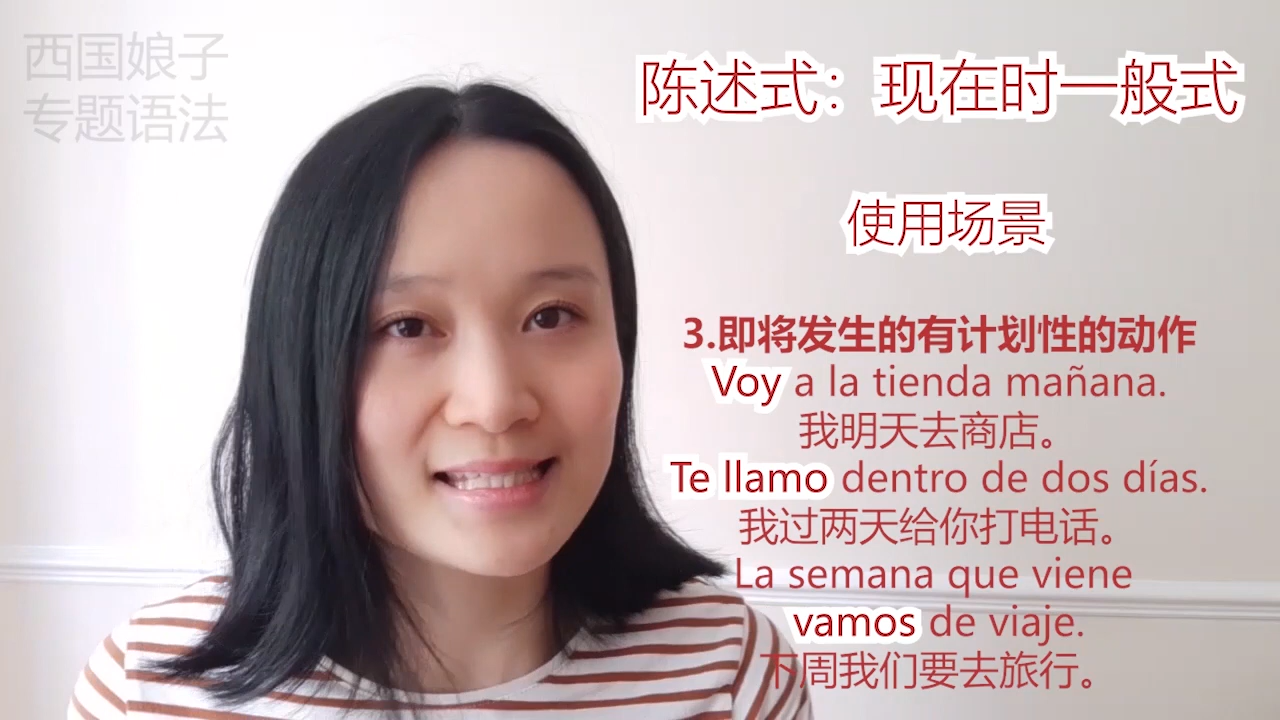 西国娘子
专题语法
陈述式：现在时一般式
使用场景
3.即将发生的有计划性的动作
Voy a la tienda mañana.
我明天去商店。
Te llamo dentro de dos días.
我过两天给你打电话。
La semana que viene
vamos de viaje.
下周我们要去旅行。